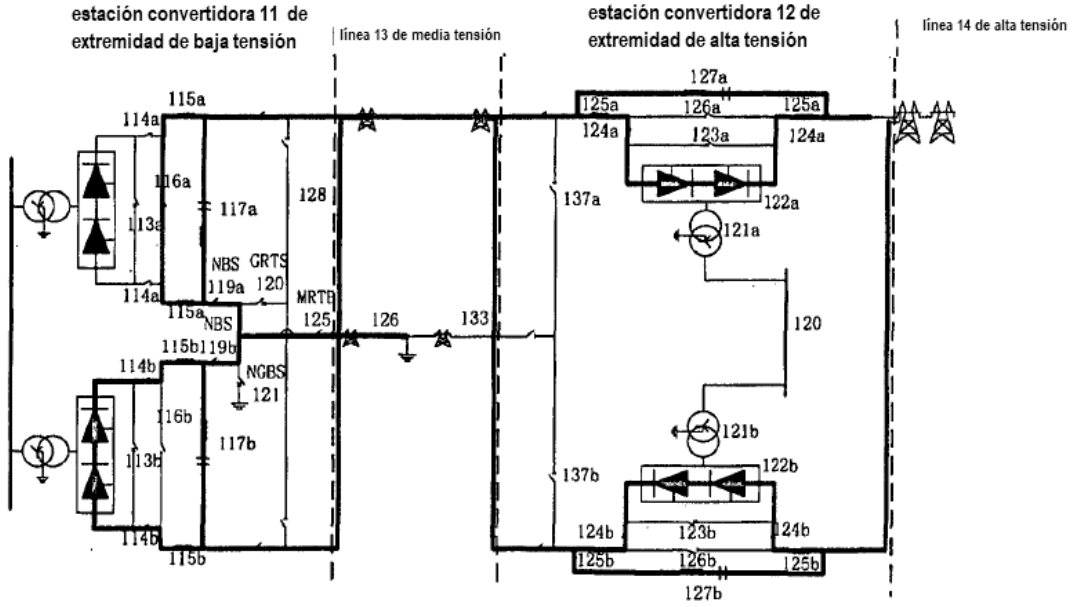 estación convertidora 11 de
extremidad de baja tensión
línea 13 de media tensión
estación convertidora 12 de
extremidad de alta tensión
línea 14 de alta tensión
127a
115a
125a
126a
125a
114a
124a
123a
124a
116a
122a
117a
128
137a
113a
121a
NBS
GRTS
114a
119a
120
115a
MRTB
NBS
125
126
133
120
115b
119b
114b
NGBS
121
116b
121b
117b
113b
137b
122b
114b
124b
123b
124b
115b
125b
126b
125b
127b